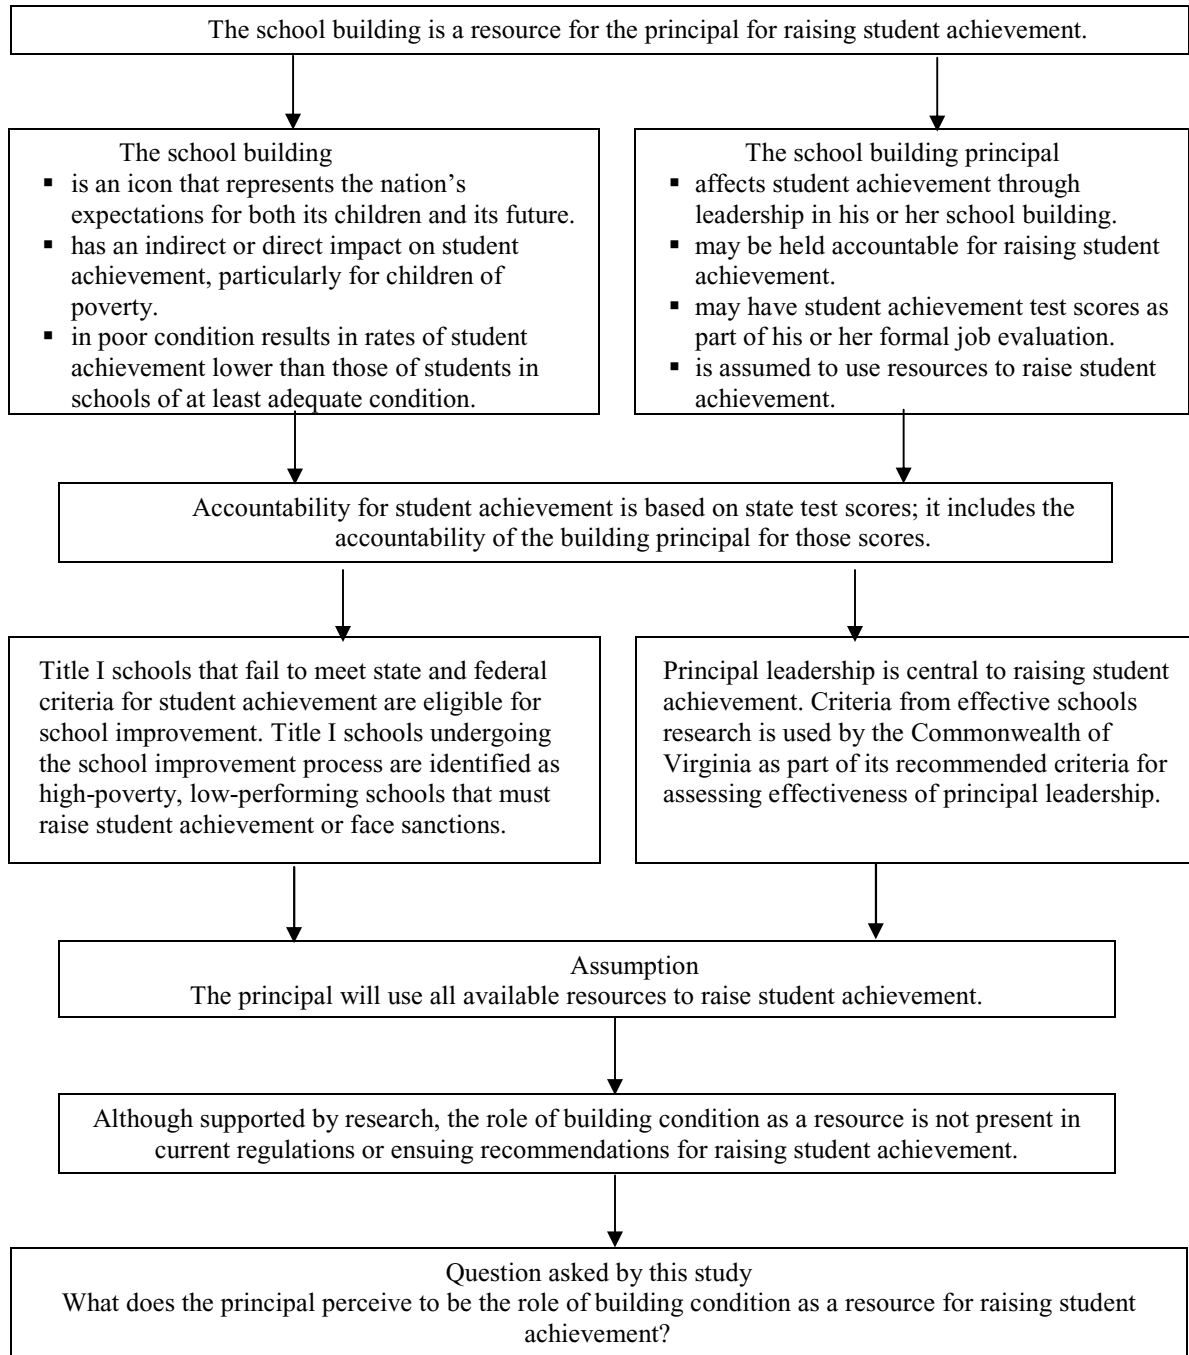 The school building is a resource for the principal for raising student achievement.
The school building
▪ is an icon that represents the nation’s
expectations for both its children and its future.
▪ has an indirect or direct impact on student
achievement, particularly for children of
poverty.
▪ in poor condition results in rates of student
achievement lower than those of students in
schools of at least adequate condition.
The school building principal
▪ affects student achievement through
leadership in his or her school building.
▪ may be held accountable for raising student
achievement.
▪ may have student achievement test scores as
part of his or her formal job evaluation.
▪ is assumed to use resources to raise student
achievement.
Accountability for student achievement is based on state test scores; it includes the
accountability of the building principal for those scores.
Title I schools that fail to meet state and federal
criteria for student achievement are eligible for
school improvement. Title I schools undergoing
the school improvement process are identified as
high-poverty, low-performing schools that must
raise student achievement or face sanctions.
Principal leadership is central to raising student
achievement. Criteria from effective schools
research is used by the Commonwealth of
Virginia as part of its recommended criteria for
assessing effectiveness of principal leadership.
Assumption
The principal will use all available resources to raise student achievement.
Although supported by research, the role of building condition as a resource is not present in
current regulations or ensuing recommendations for raising student achievement.
Question asked by this study
What does the principal perceive to be the role of building condition as a resource for raising student
achievement?